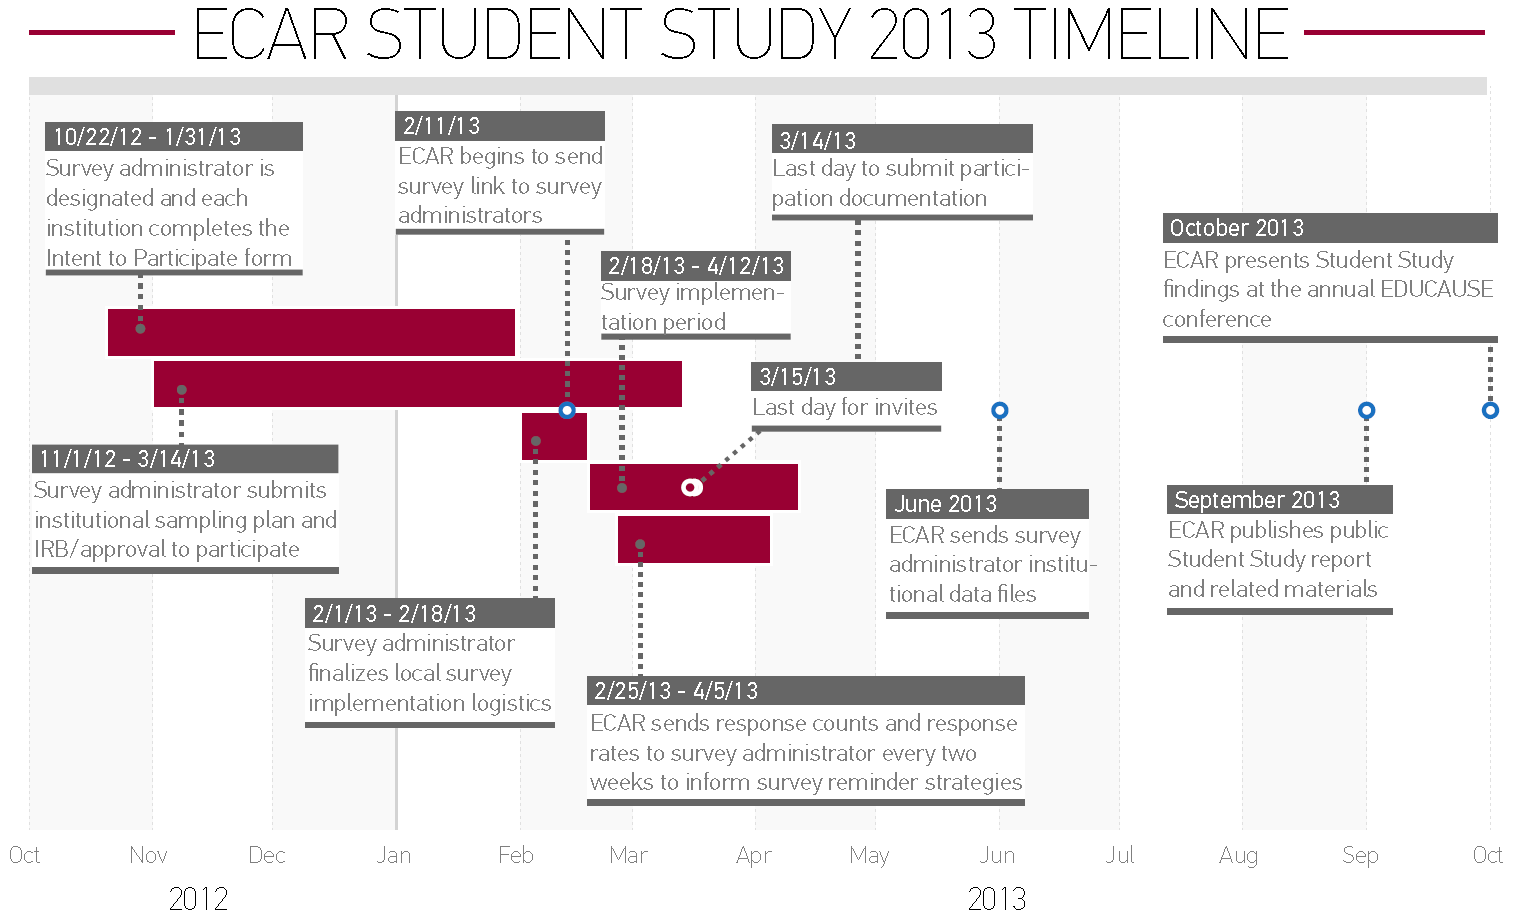 ECAR STUDENT STUDY 2013 TIMELINE
10/22/12 - 1/31/13
Survey administrator is
designated and each
institution completes the
Intent to Participate form
2/11/13
ECAR begins to send
survey link to survey
administrators
3/14/13
Last day to submit partici-
pation documentation
2/18/13 - 4/12/13
Survey implemen-
tation period
October 2013
ECAR presents Student Study
findings at the annual EDUCAUSE
conference
3/15/13
Last day for invites
11/1/12 - 3/14/13
Survey administrator submits
institutional sampling plan and
IRB/approval to participate
June 2013
ECAR sends survey
administrator institu-
tional data files
September 2013
ECAR publishes public
Student Study report
and related materials
2/1/13 - 2/18/13
Survey administrator
finalizes local survey
implementation logistics
2/25/13 - 4/5/13
ECAR sends response counts and response
rates to survey administrator every two
weeks to inform survey reminder strategies
Oct Nov Dec Jan Feb Mar Apr May Jun Jul Aug Sep Oct
2012 2013